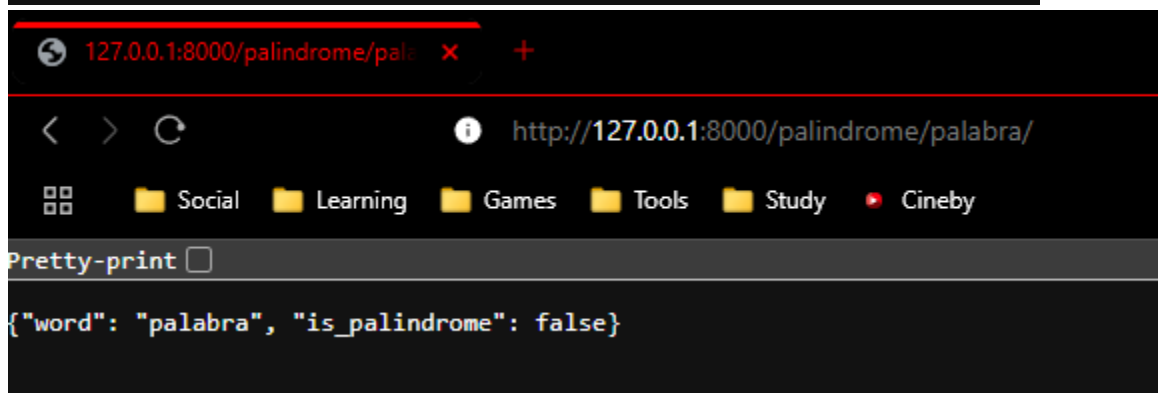 127.0.0.1:8000/palindrome/pala
http://127.0.0.1:8000/palindrome/palabra/
Social Learning Games Tools Study Cineby
Pretty-print
{"word": "palabra", "is_palindrome": false}